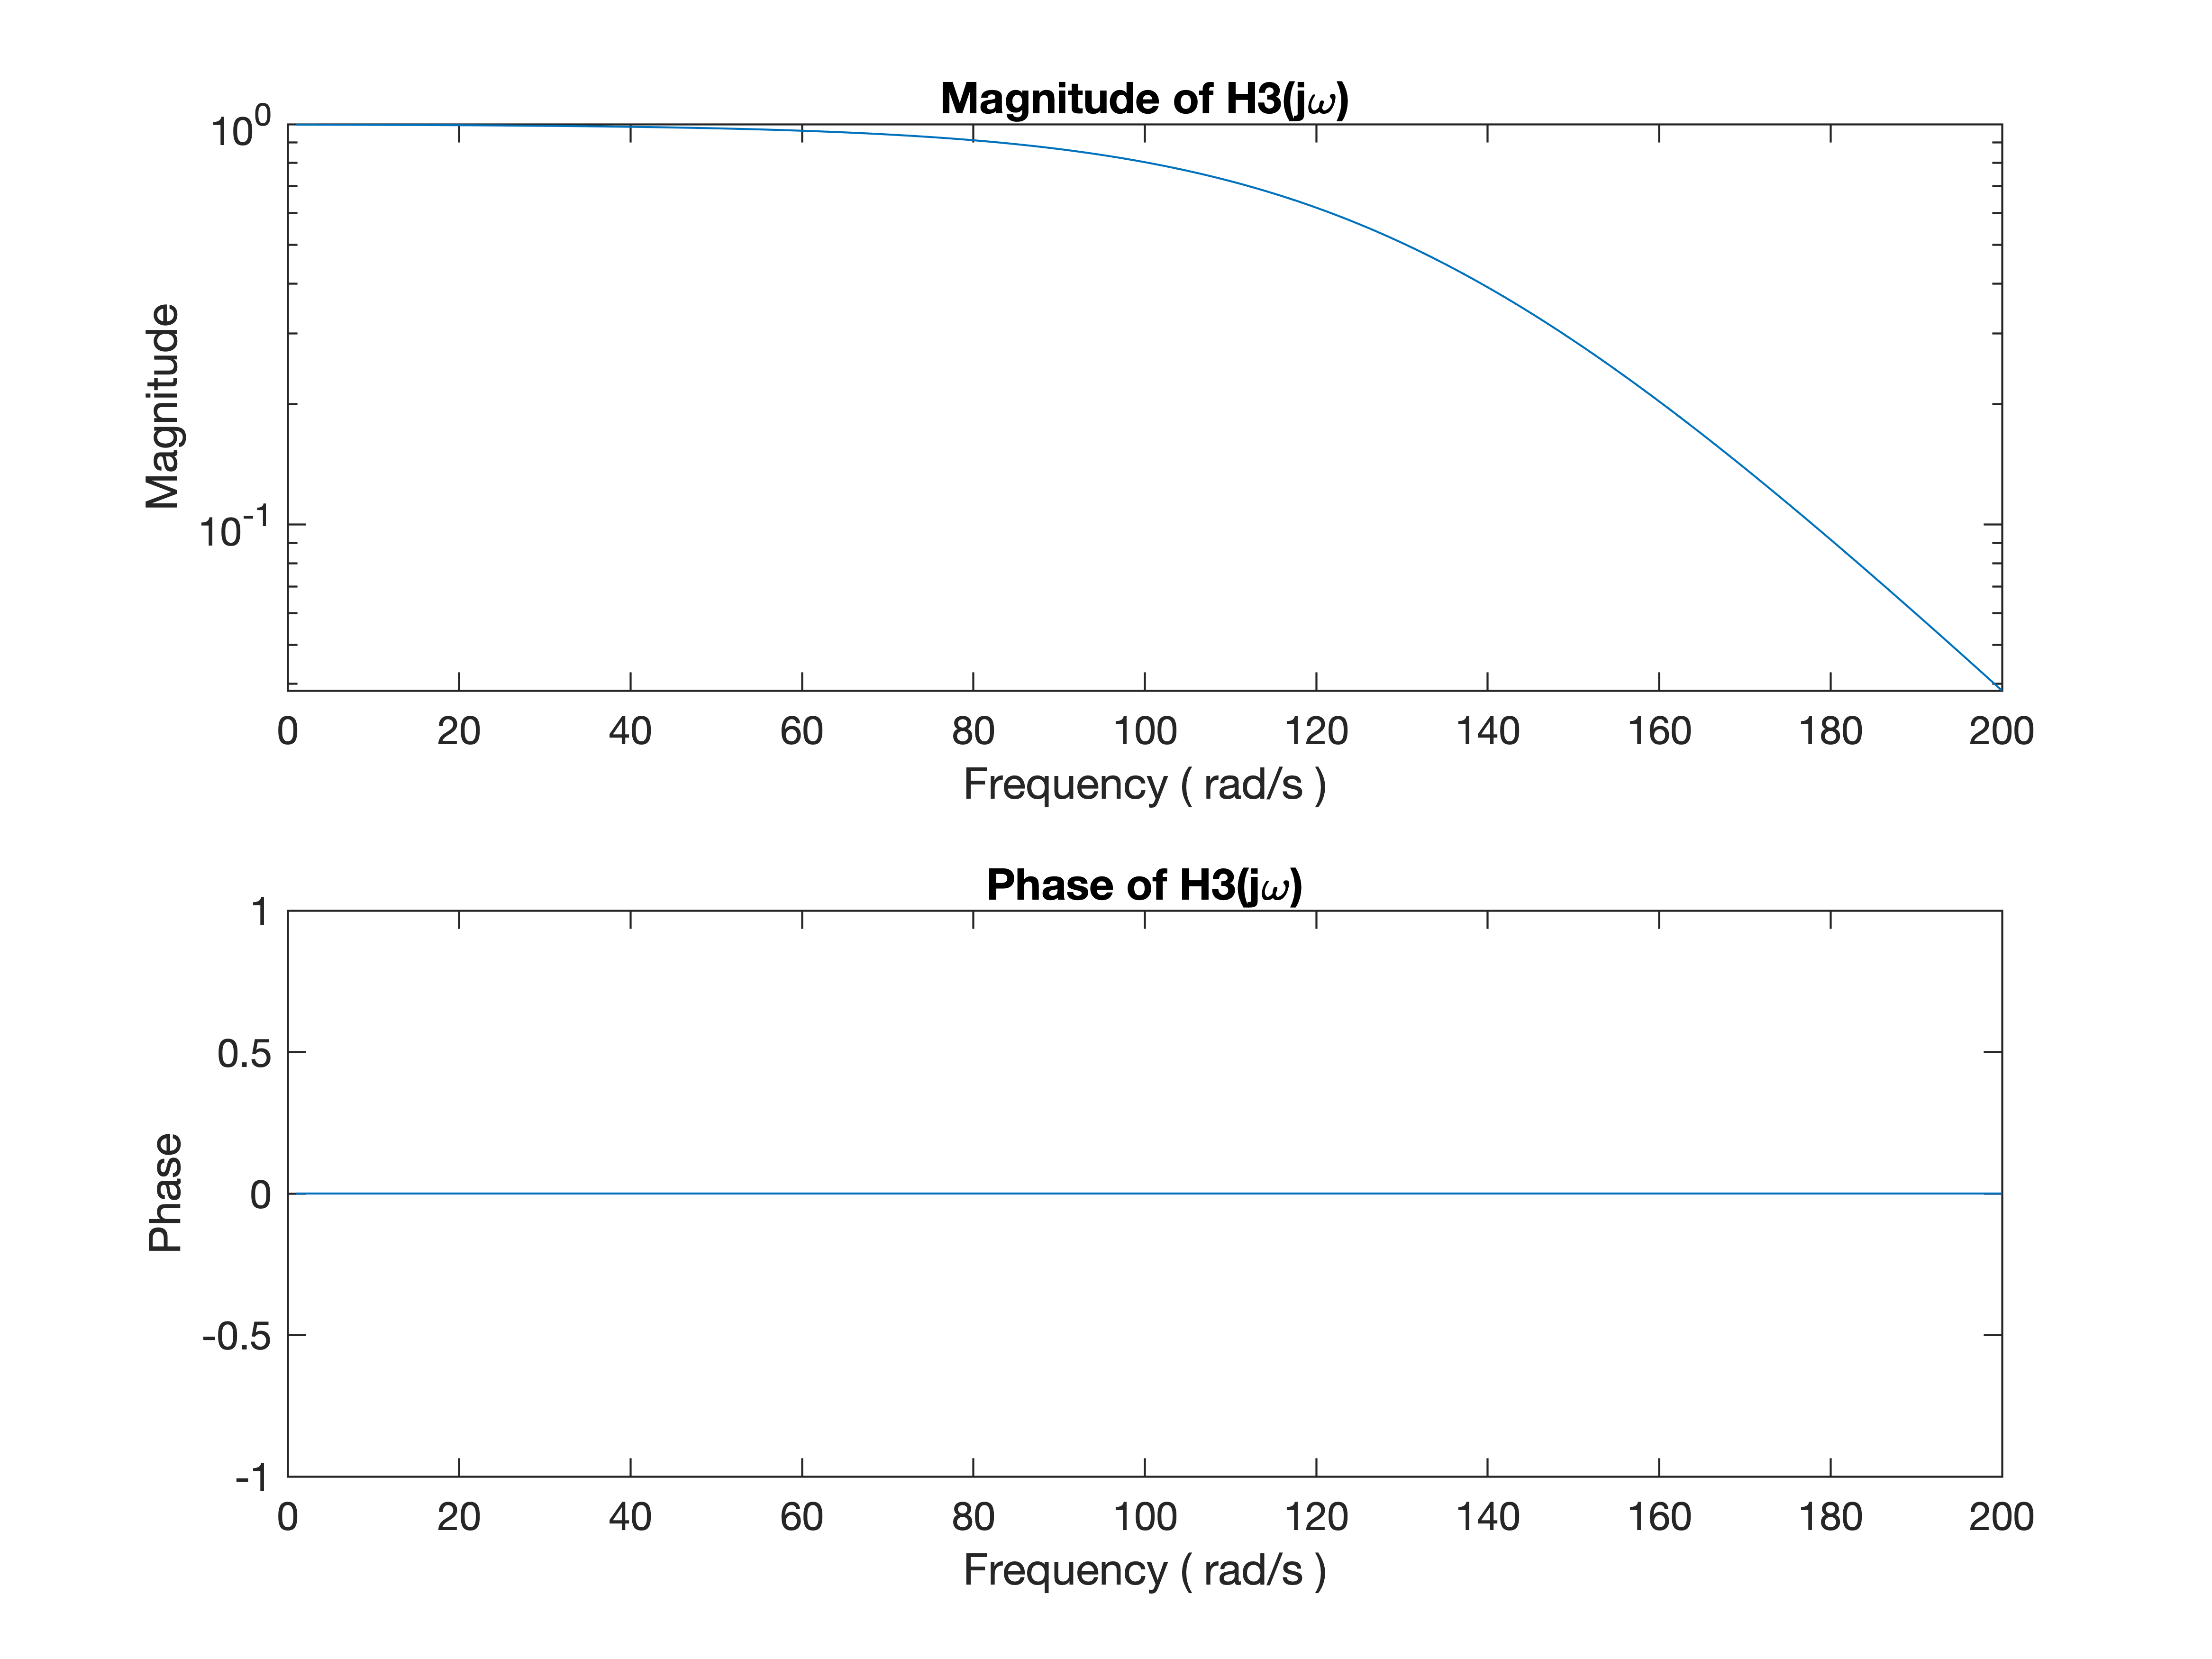 Magnitude of H3(jω)
10^0
10^-1
Magnitude
0 20 40 60 80 100 120 140 160 180 200
Frequency ( rad/s )
Phase of H3(jω)
1
0.5
0
-0.5
-1
Phase
0 20 40 60 80 100 120 140 160 180 200
Frequency ( rad/s )